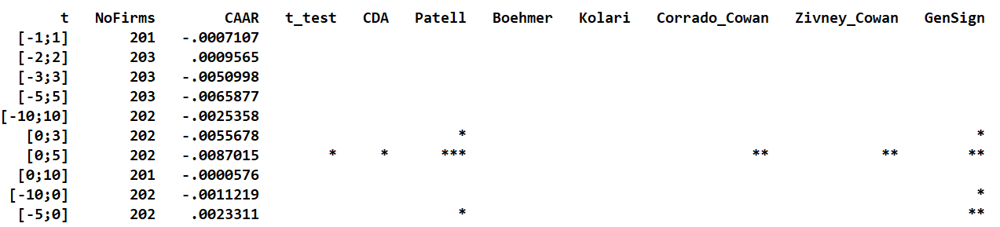 t NoFirms CAAR t_test CDA Patell Boehmer Kolari Corrado_Cowan Zivney_Cowan GenSign
[-1;1] 201 -.0007107
[-2;2] 203 .0009565
[-3;3] 203 -.0050998
[-5;5] 203 -.0065877
[-10;10] 202 -.0025358
[0;3] 202 -.0055678 * *
[0;5] 202 -.0087015 * * *** ** ** **
[0;10] 201 -.0000576
[-10;0] 202 -.0011219 *
[-5;0] 202 .0023311 * **